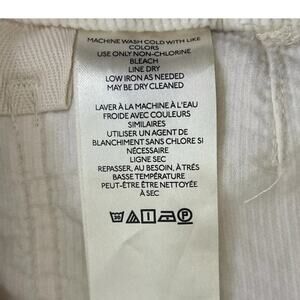 MACHINE WASH COLD WITH LIKE
COLORS
USE ONLY NON-CHLORINE
BLEACH
LINE DRY
LOW IRON AS NEEDED
MAY BE DRY CLEANED
LAVER À LA MACHINE À L'EAU
FROIDE AVEC COULEURS
SIMILAIRES
UTILISER UN AGENT DE
BLANCHIMENT SANS CHLORE SI
NÉCESSAIRE
LIGNE SEC
REPASSER, AU BESOIN, À TRÉS
BASSE TEMPÉRATURE
PEUT-ÊTRE ÊTRE NETTOYÉE
À SEC